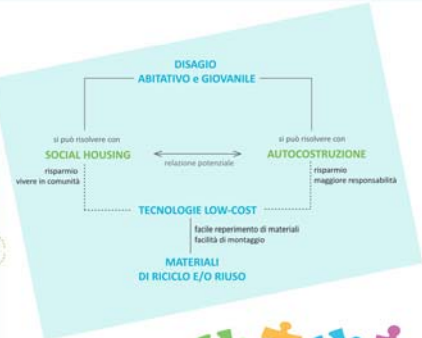 DISAGIO
ABITATIVO e GIOVANILE
si può risolvere con
SOCIAL HOUSING
risparmio
vivere in comunità
relazione potenziale
si può risolvere con
AUTOCOSTRUZIONE
risparmio
maggiore responsabilità
TECNOLOGIE LOW-COST
facile reperimento di materiali
facilità di montaggio
MATERIALI
DI RICICLO E/O RIUSO